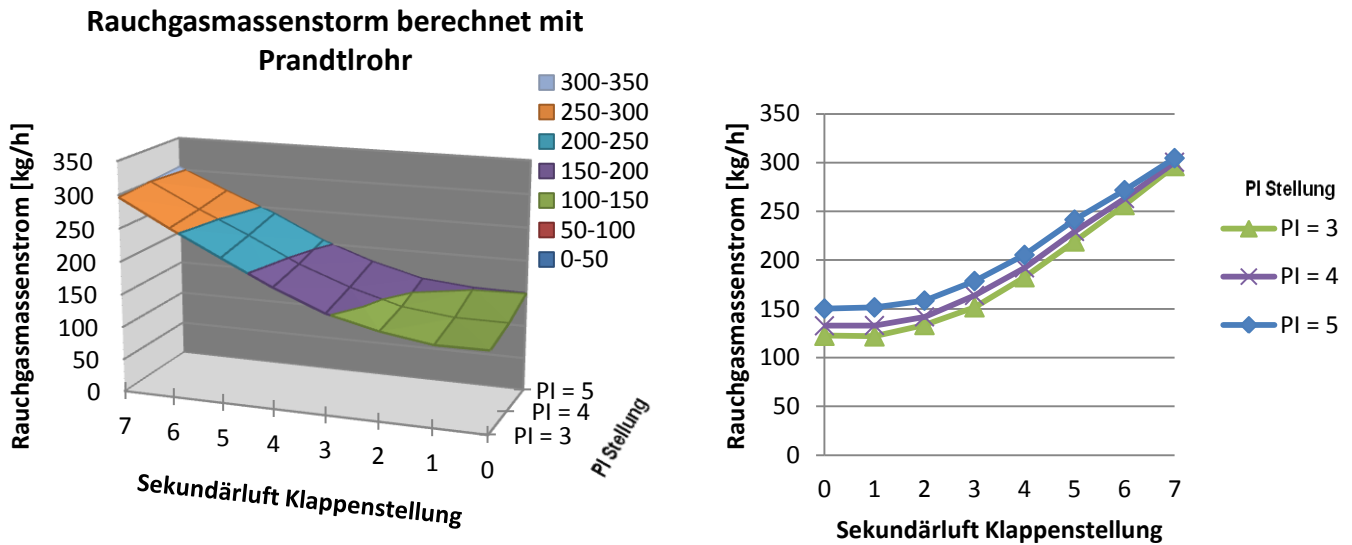 Rauchgasmassenstorm berechnet mit
Prandtlrohr
300-350
250-300
200-250
150-200
100-150
50-100
0-50
Rauchgasmassenstrom [kg/h]
350
300
250
200
150
100
50
0
7 6 5 4 3 2 1 0
PI = 5
PI = 4
PI = 3
PI Stellung
Sekundärluft Klappenstellung
Rauchgasmassenstrom [kg/h]
350
300
250
200
150
100
50
0
0 1 2 3 4 5 6 7
Sekundärluft Klappenstellung
PI Stellung
PI = 3
PI = 4
PI = 5